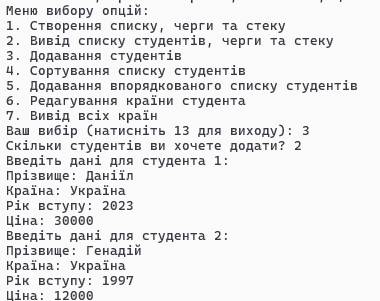 Меню вибору опцій:
1. Створення списку, черги та стеку
2. Вивід списку студентів, черги та стеку
3. Додавання студентів
4. Сортування списку студентів
5. Додавання впорядкованого списку студентів
6. Редагування країни студента
7. Вивід всіх країн
Ваш вибір (натисніть 13 для виходу): 3
Скільки студентів ви хочете додати? 2
Введіть дані для студента 1:
Прізвище: Данііл
Країна: Україна
Рік вступу: 2023
Ціна: 30000
Введіть дані для студента 2:
Прізвище: Генадій
Країна: Україна
Рік вступу: 1997
Ціна: 12000